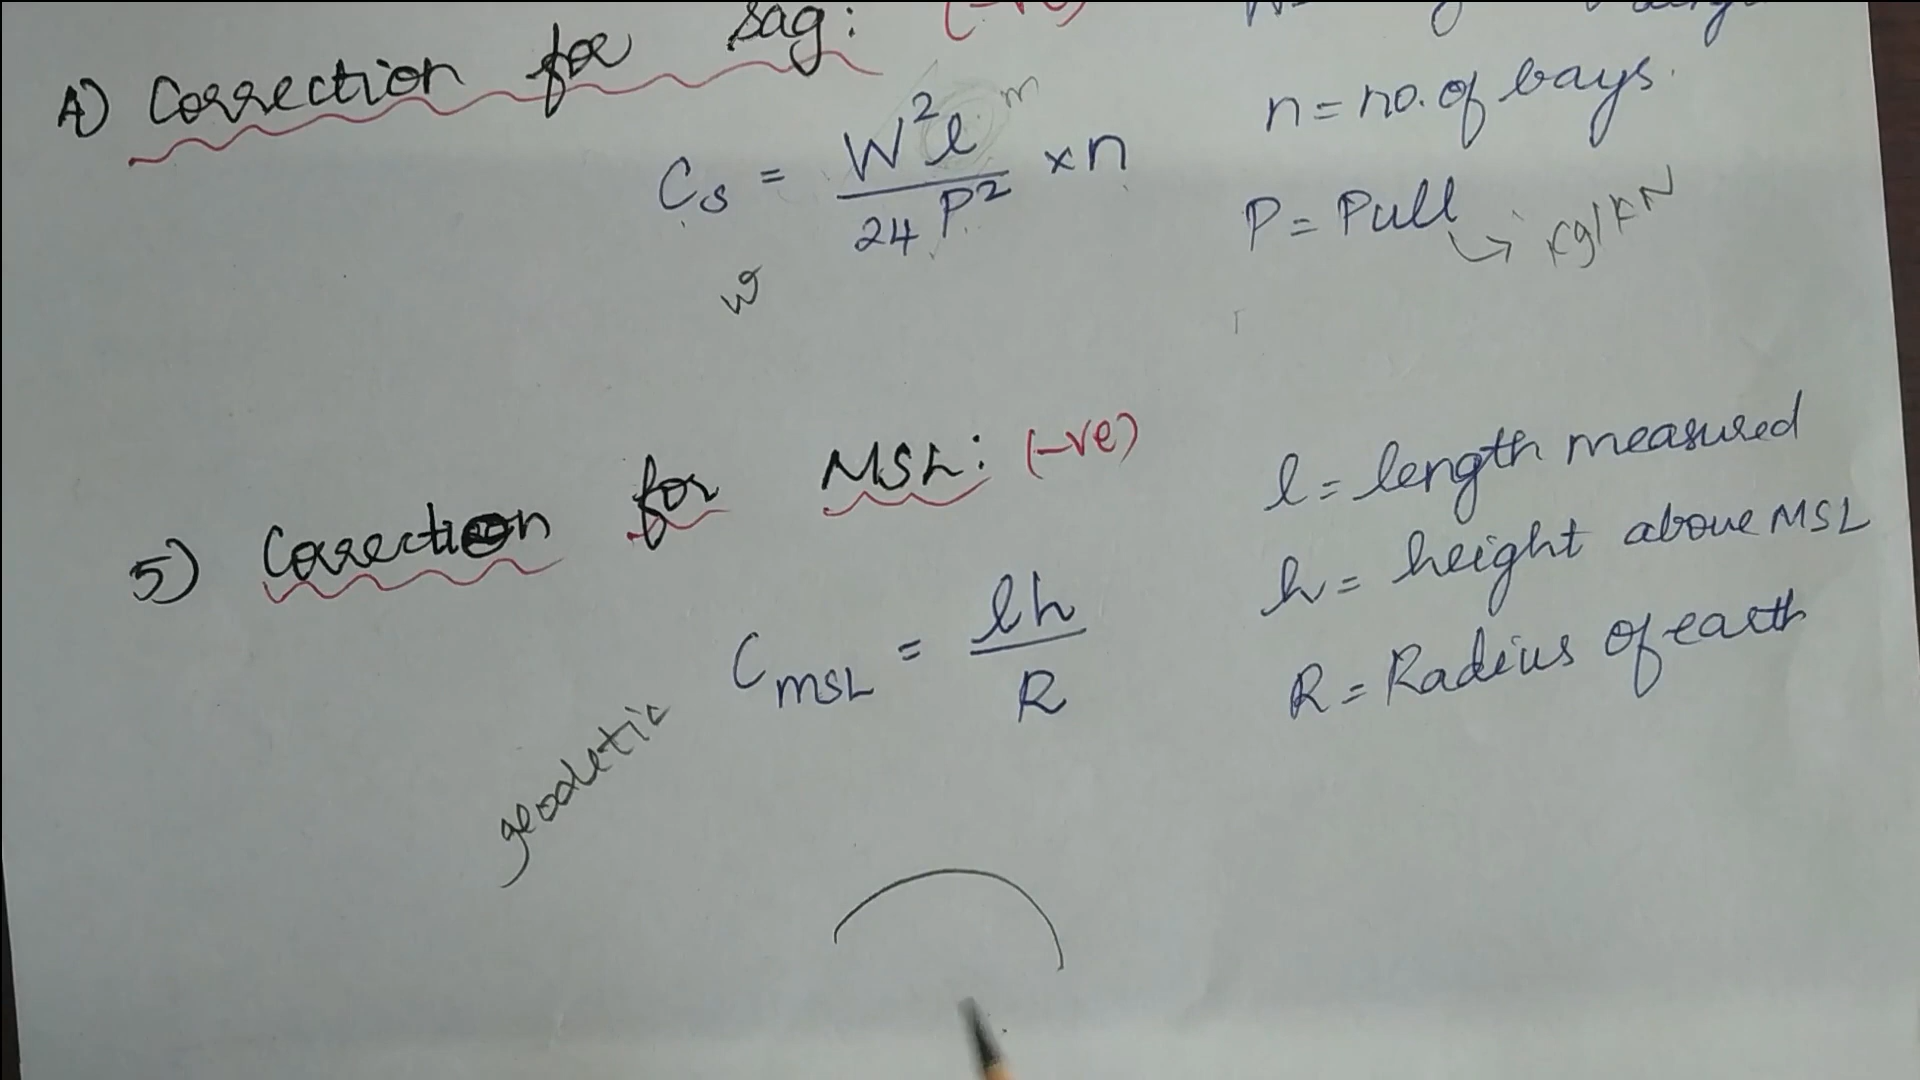 4) Correction for sag: (-ve)
n = no. of bays.
Cs = W²l / 24 P² × n
m
P = Pull
→ kg/KN
w
5) Correction for MSL: (-ve)
l = length measured
h = height above MSL
C MSL = lh / R
R = Radius of earth
geodetic